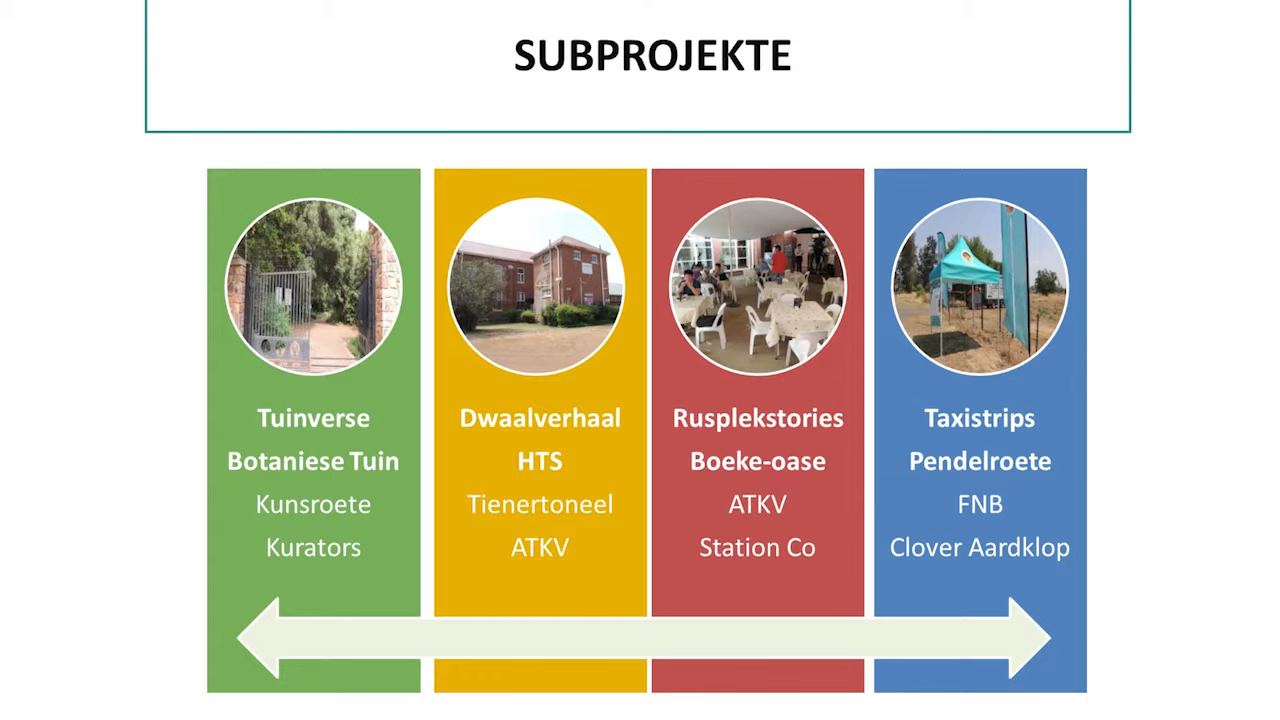 SUBPROJEKTE
Tuinverse
Botaniese Tuin
Kunsroete
Kurators
Dwaalverhaal
HTS
Tienertoneel
ATKV
Rusplekstories
Boeke-oase
ATKV
Station Co
Taxistrips
Pendelroete
FNB
Clover Aardklop